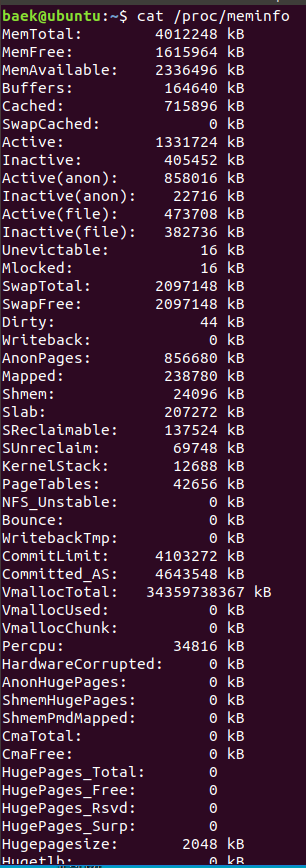 baek@ubuntu:~$ cat /proc/meminfo
MemTotal: 4012248 kB
MemFree: 1615964 kB
MemAvailable: 2336496 kB
Buffers: 164640 kB
Cached: 715896 kB
SwapCached: 0 kB
Active: 1331724 kB
Inactive: 405452 kB
Active(anon): 858016 kB
Inactive(anon): 22716 kB
Active(file): 473708 kB
Inactive(file): 382736 kB
Unevictable: 16 kB
Mlocked: 16 kB
SwapTotal: 2097148 kB
SwapFree: 2097148 kB
Dirty: 44 kB
Writeback: 0 kB
AnonPages: 856680 kB
Mapped: 238780 kB
Shmem: 24096 kB
Slab: 207272 kB
SReclaimable: 137524 kB
SUnreclaim: 69748 kB
KernelStack: 12688 kB
PageTables: 42656 kB
NFS_Unstable: 0 kB
Bounce: 0 kB
WritebackTmp: 0 kB
CommitLimit: 4103272 kB
Committed_AS: 4643548 kB
VmallocTotal: 34359738367 kB
VmallocUsed: 0 kB
VmallocChunk: 0 kB
Percpu: 34816 kB
HardwareCorrupted: 0 kB
AnonHugePages: 0 kB
ShmemHugePages: 0 kB
ShmemPmdMapped: 0 kB
CmaTotal: 0 kB
CmaFree: 0 kB
HugePages_Total: 0
HugePages_Free: 0
HugePages_Rsvd: 0
HugePages_Surp: 0
Hugepagesize: 2048 kB
Hugetlb: 0 kB